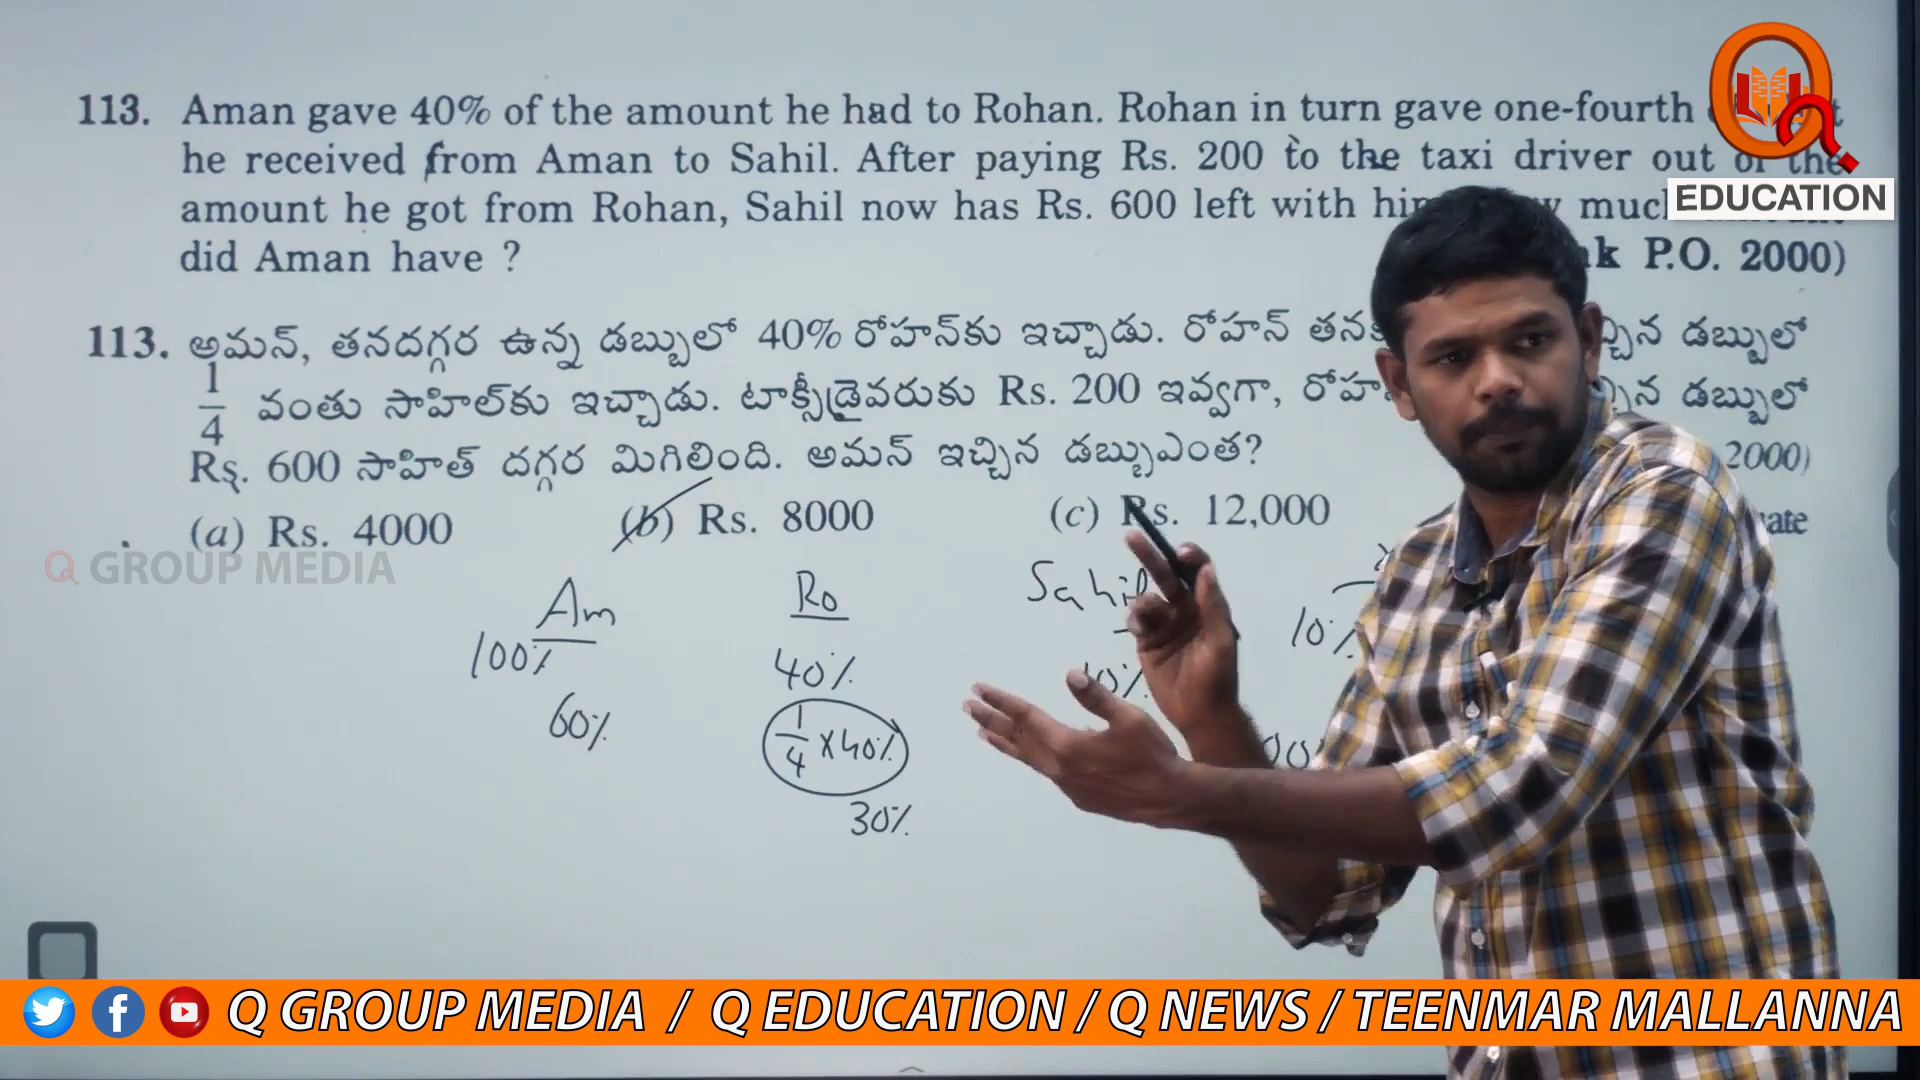 113. Aman gave 40% of the amount he had to Rohan. Rohan in turn gave one-fourth
he received from Aman to Sahil. After paying Rs. 200 to the taxi driver out of the
amount he got from Rohan, Sahil now has Rs. 600 left with him much
did Aman have ? P.O. 2000)
EDUCATION
113. అమన్, తనదగ్గర ఉన్న డబ్బులో 40% రోహన్‌కు ఇచ్చాడు. రోహన్ డబ్బులో
1/4 వంతు సాహిల్‌కు ఇచ్చాడు. టాక్సీడ్రైవరుకు Rs. 200 ఇవ్వగా, డబ్బులో
Rs. 600 సాహిత్ దగ్గర మిగిలింది. అమన్ ఇచ్చిన డబ్బుఎంత? 2000)
(a) Rs. 4000 (b) Rs. 8000 (c) Rs. 12,000
Q GROUP MEDIA
Am Ro Sahil
100% 40% 10%
60% 1/4 x 40%
30%
Q GROUP MEDIA / Q EDUCATION / Q NEWS / TEENMAR MALLANNA